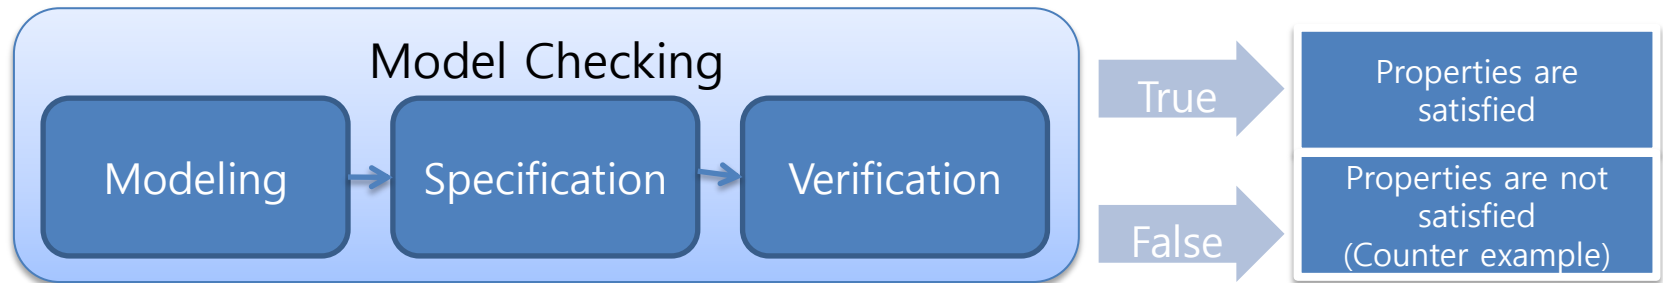 Model Checking
Modeling
Specification
Verification
True
Properties are
satisfied
False
Properties are not
satisfied
(Counter example)